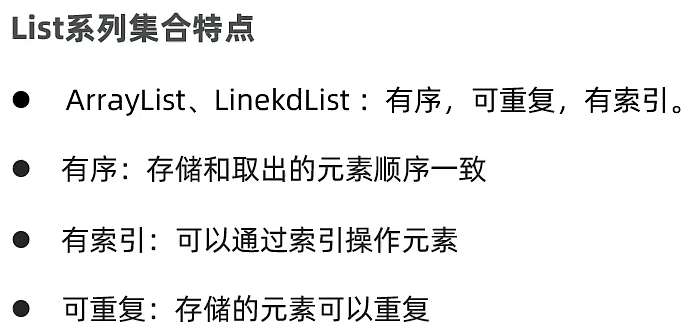 List系列集合特点
● ArrayList、LinekdList ：有序，可重复，有索引。
● 有序：存储和取出的元素顺序一致
● 有索引：可以通过索引操作元素
● 可重复：存储的元素可以重复